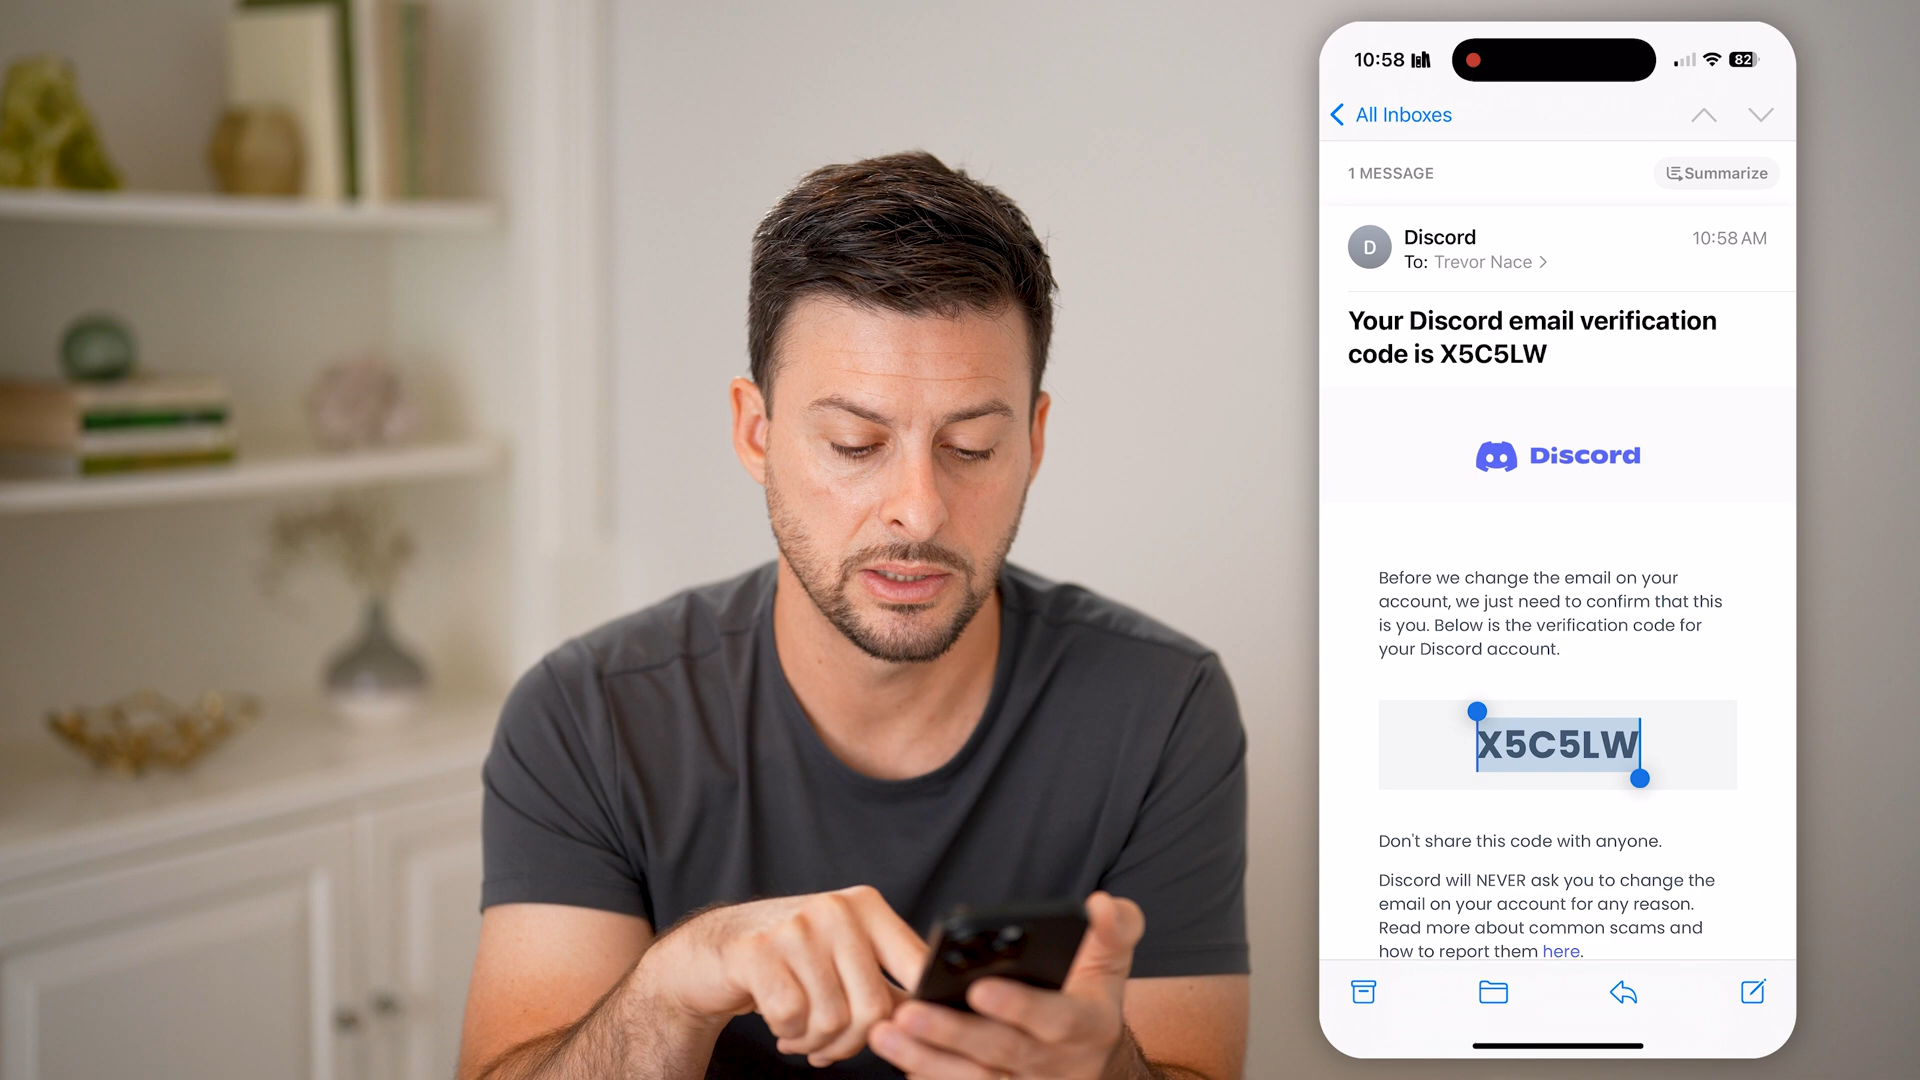 10:58
82
All Inboxes
1 MESSAGE
Summarize
D
Discord
10:58 AM
To: Trevor Nace
Your Discord email verification
code is X5C5LW
Discord
Before we change the email on your
account, we just need to confirm that this
is you. Below is the verification code for
your Discord account.
X5C5LW
Don't share this code with anyone.
Discord will NEVER ask you to change the
email on your account for any reason.
Read more about common scams and
how to report them here.